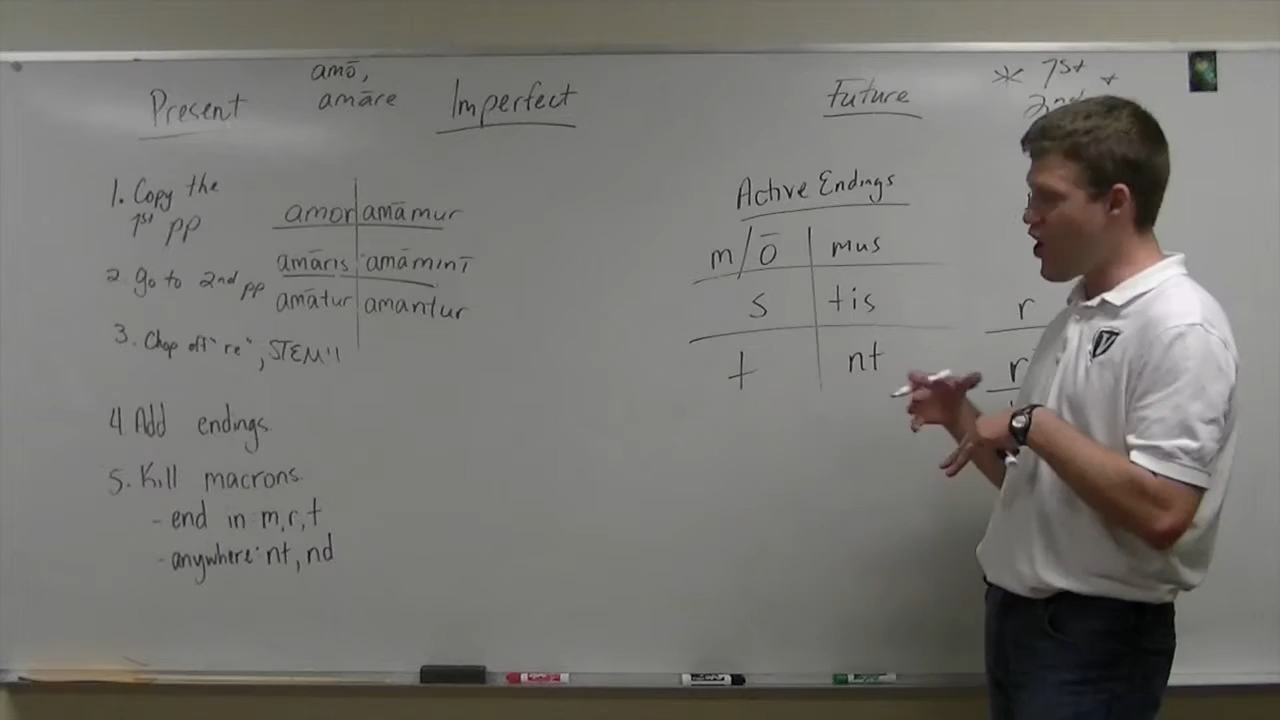 Present
amō,
amāre
Imperfect
Future
* 1st +
2nd
1. Copy the
1st pp
2. Go to 2nd pp
3. Chop off "re", STEM!!
4 Add endings.
5. Kill macrons.
- end in m, r, t
- anywhere: nt, nd
amor amāmur
amāris amāminī
amātur amantur
Active Endings
m/ō mus
s tis
t nt
r
r